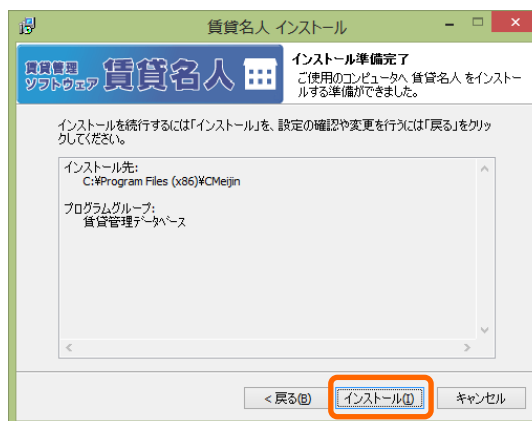 賃貸名人 インストール
賃貸管理
ソフトウェア 賃貸名人
インストール準備完了
ご使用のコンピュータへ 賃貸名人 をインストー
ルする準備ができました。
インストールを続行するには「インストール」を、設定の確認や変更を行うには「戻る」をクリッ
クしてください。
インストール先:
C:¥Program Files (x86)¥CMeijin
プログラムグループ:
賃貸管理データベース
< 戻る(B)
インストール(I)
キャンセル